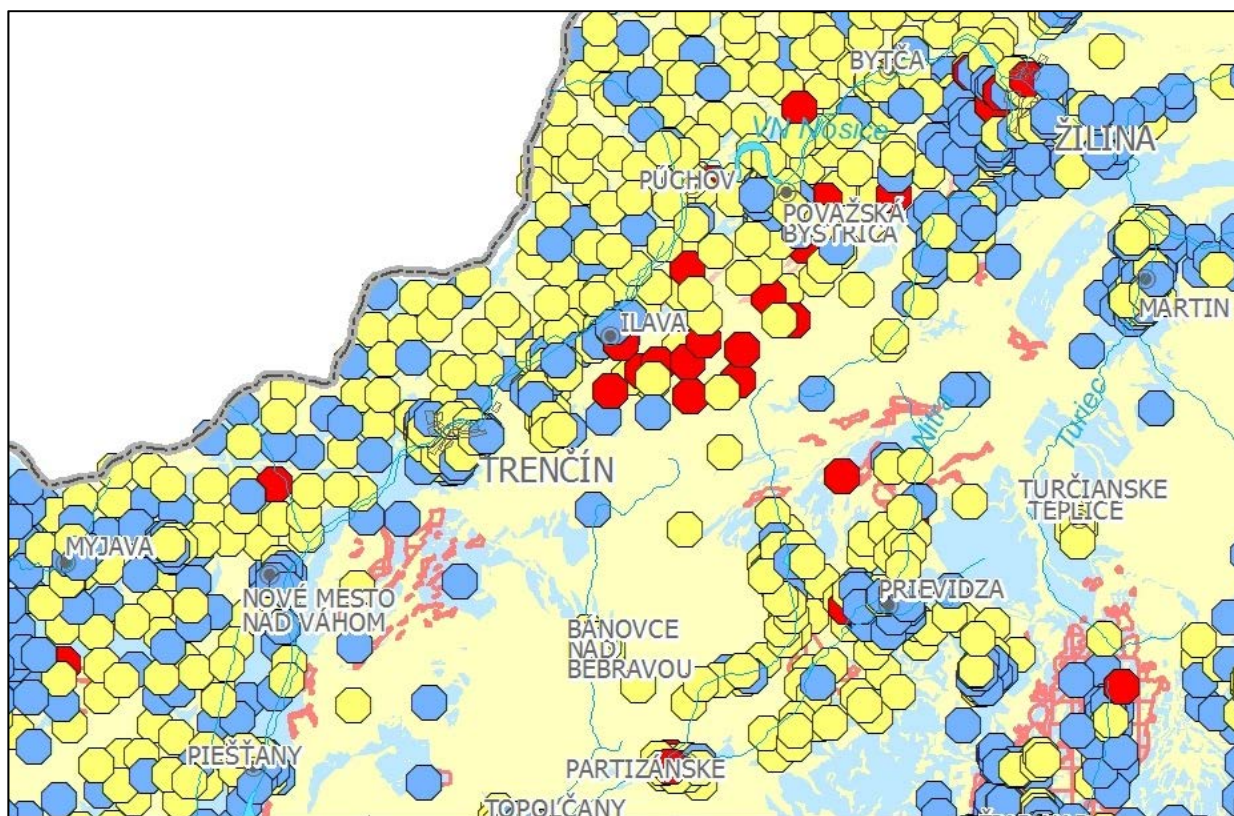 BYTČA
VN Nosice
ŽILINA
PÚCHOV
POVAŽSKÁ
BYSTRICA
MARTIN
ILAVA
Turiec
Nitra
TRENČÍN
TURČIANSKE
TEPLICE
MYJAVA
NOVÉ MESTO
NAD VÁHOM
PRIEVIDZA
BÁNOVCE
NAD
BEBRAVOU
PIEŠŤANY
PARTIZÁNSKE
TOPOĽČANY